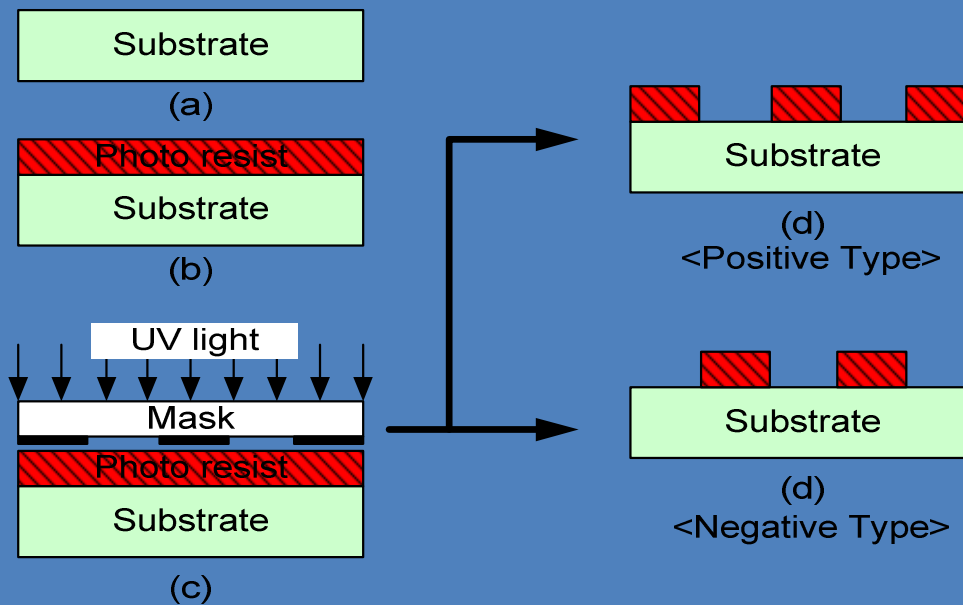 Substrate
(a)
Photo resist
Substrate
(b)
UV light
Mask
Photo resist
Substrate
(c)
Substrate
(d)
<Positive Type>
Substrate
(d)
<Negative Type>